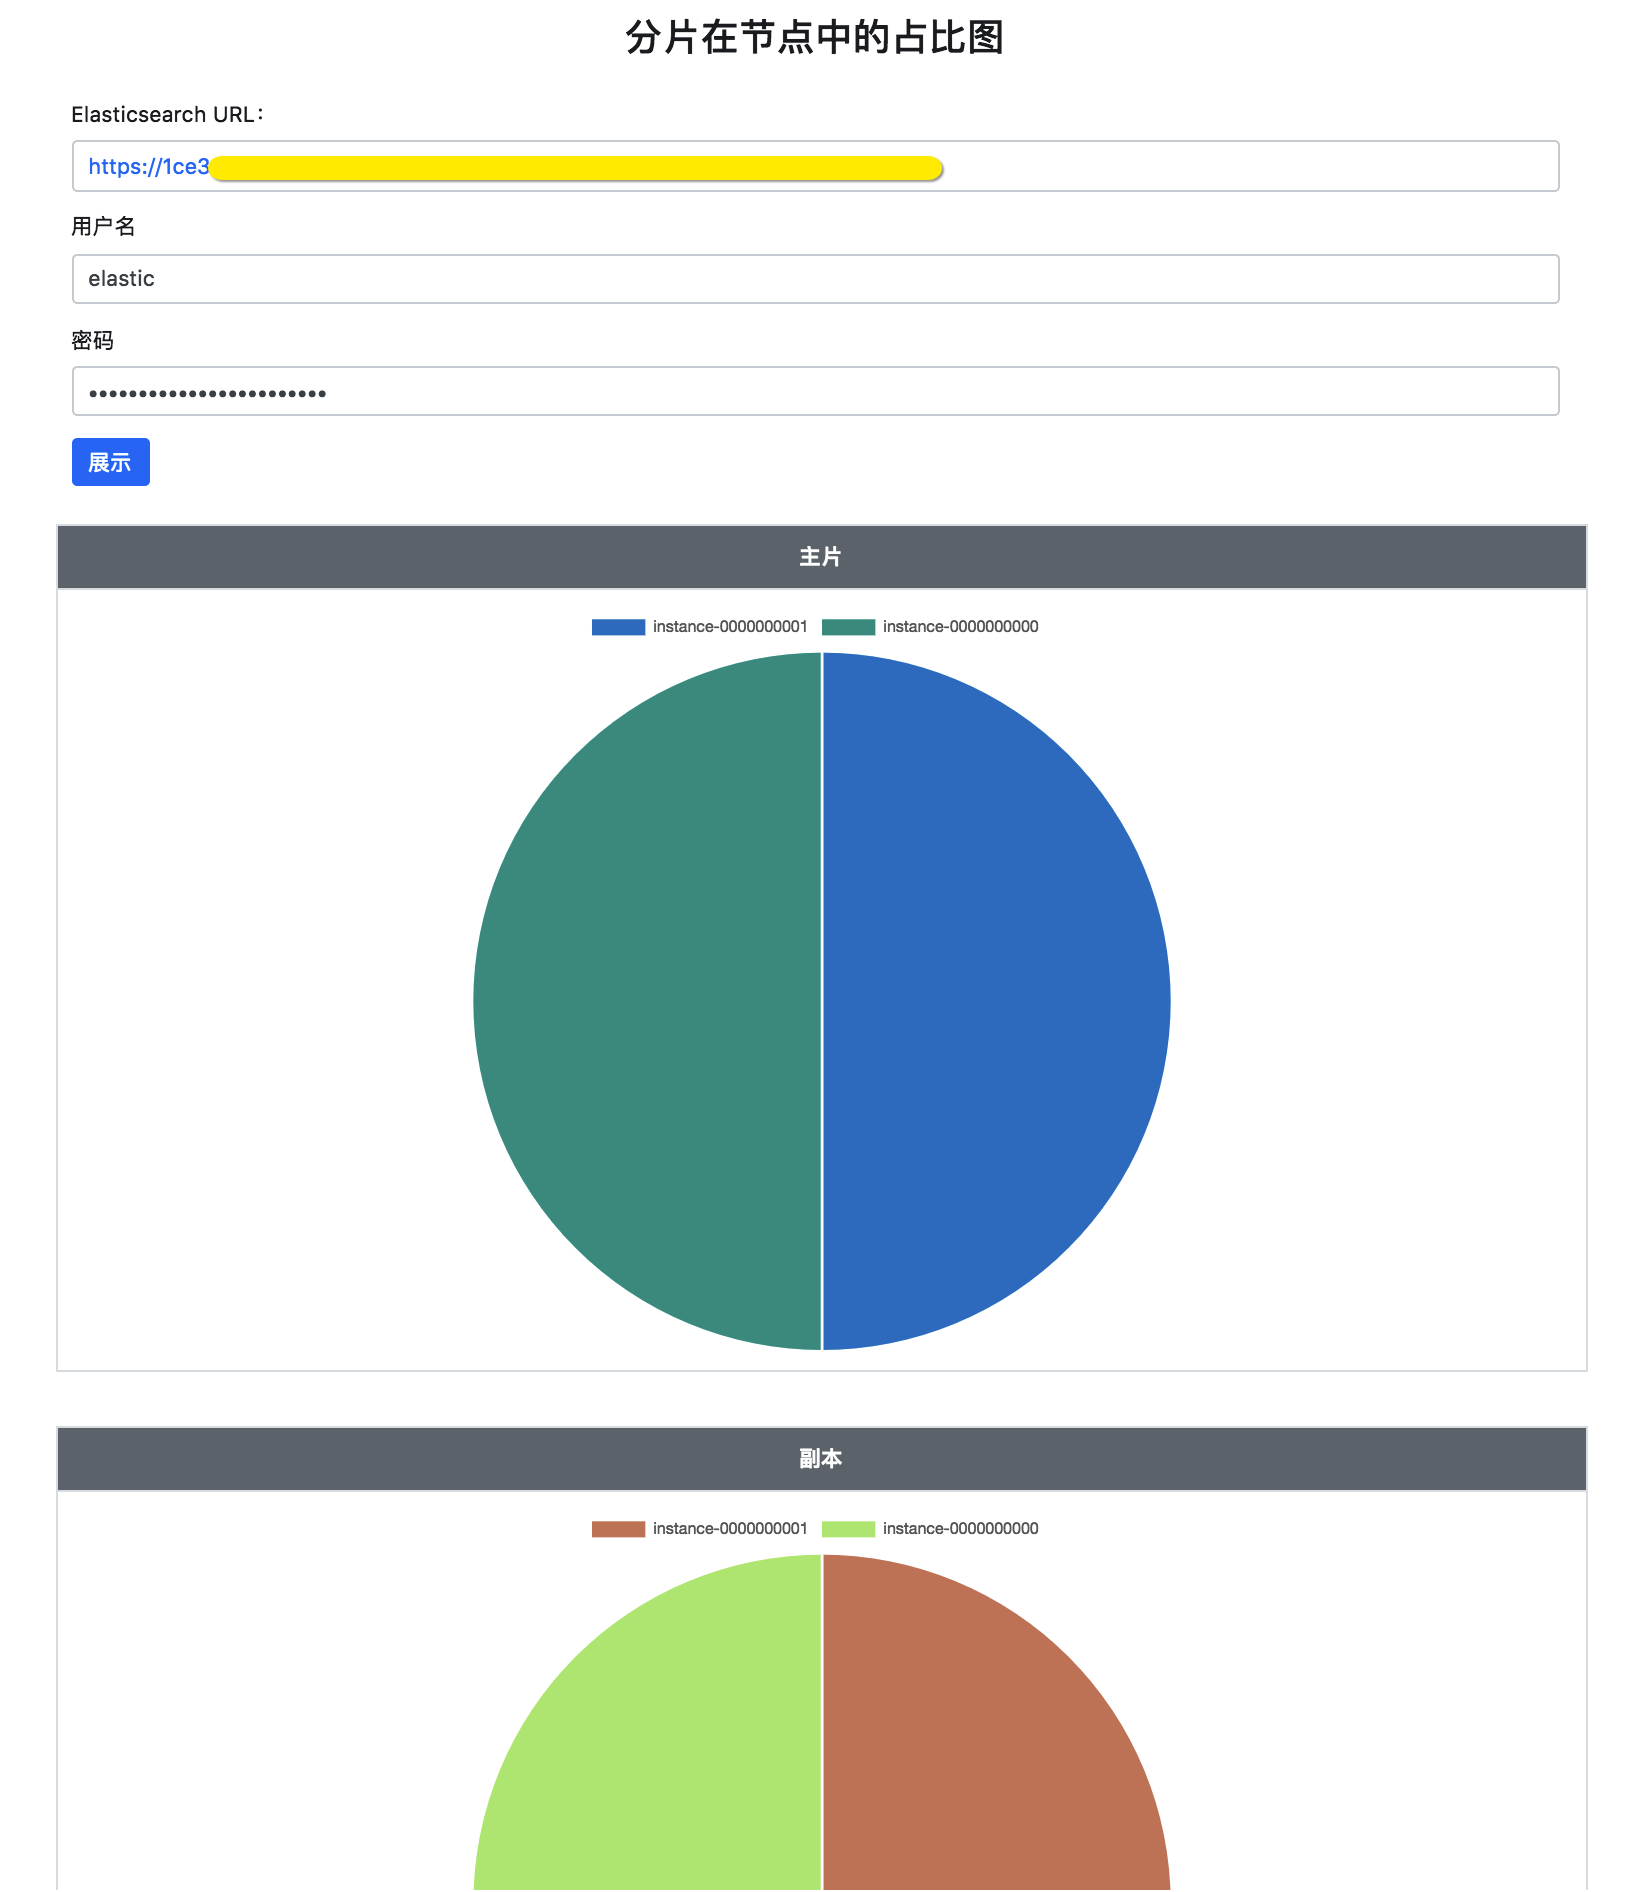 分片在节点中的占比图
Elasticsearch URL：
https://1ce3
用户名
elastic
密码
••••••••••••••••••••••••
展示
主片
instance-0000000001 instance-0000000000
副本
instance-0000000001 instance-0000000000